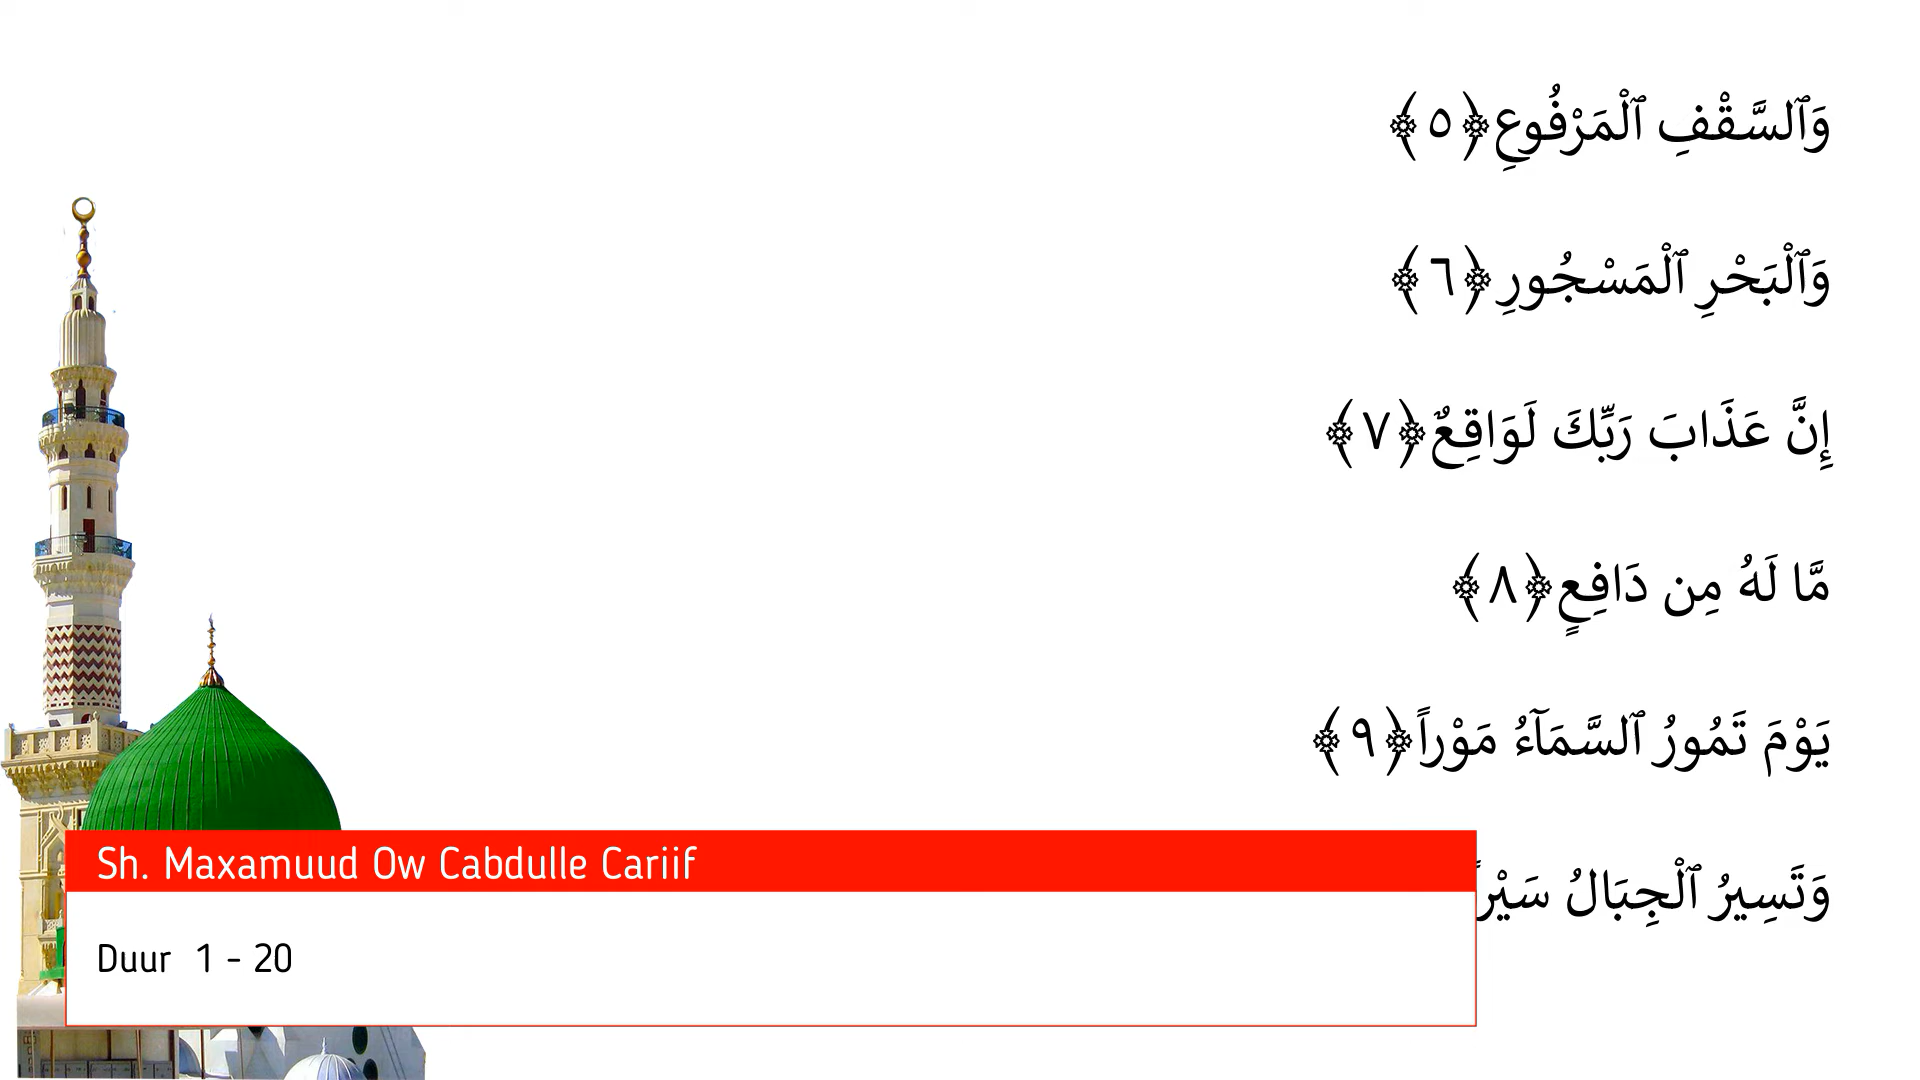 وَٱلسَّقْفِ ٱلْمَرْفُوعِ ﴿٥﴾
وَٱلْبَحْرِ ٱلْمَسْجُورِ ﴿٦﴾
إِنَّ عَذَابَ رَبِّكَ لَوَاقِعٌ ﴿٧﴾
مَّا لَهُ مِن دَافِعٍ ﴿٨﴾
يَوْمَ تَمُورُ ٱلسَّمَآءُ مَوْراً ﴿٩﴾
وَتَسِيرُ ٱلْجِبَالُ سَيْراً
Sh. Maxamuud Ow Cabdulle Cariif
Duur 1 - 20